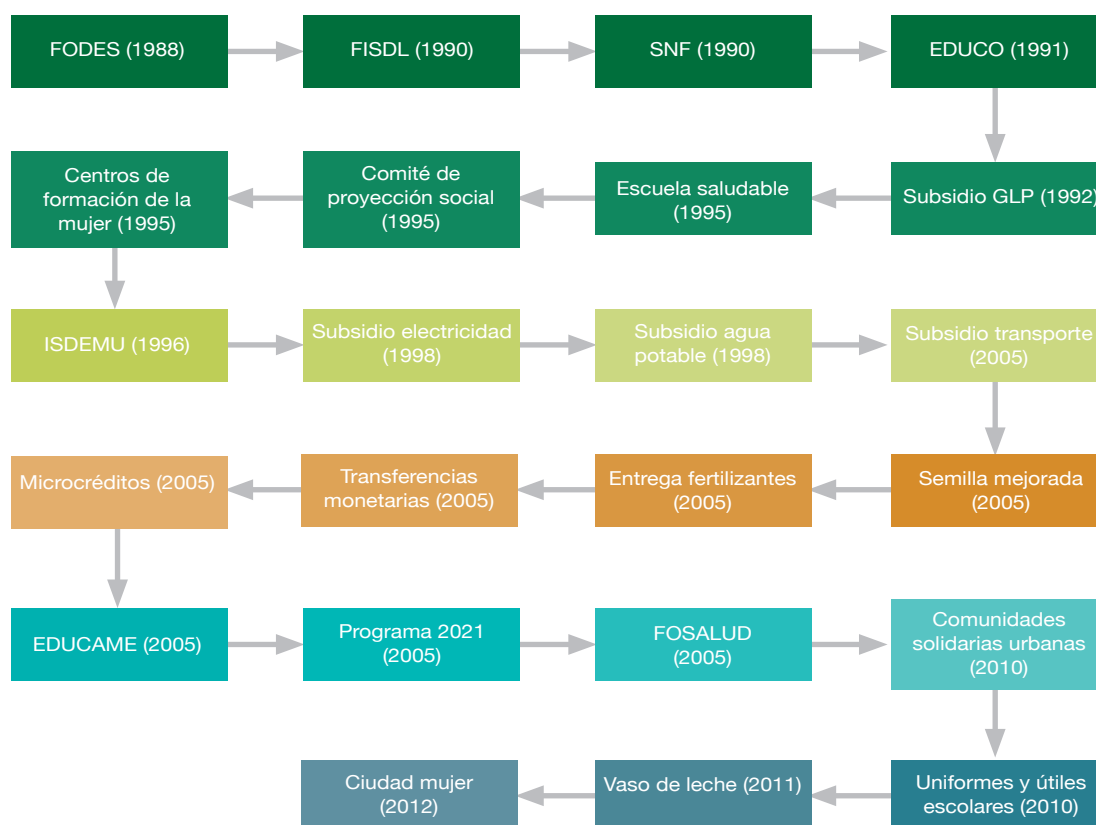 FODES (1988)
FISDL (1990)
SNF (1990)
EDUCO (1991)
Subsidio GLP (1992)
Escuela saludable
(1995)
Comité de
proyección social
(1995)
Centros de
formación de la
mujer (1995)
ISDEMU (1996)
Subsidio electricidad
(1998)
Subsidio agua
potable (1998)
Subsidio transporte
(2005)
Semilla mejorada
(2005)
Entrega fertilizantes
(2005)
Transferencias
monetarias (2005)
Microcréditos (2005)
EDUCAME (2005)
Programa 2021
(2005)
FOSALUD
(2005)
Comunidades
solidarias urbanas
(2010)
Uniformes y útiles
escolares (2010)
Vaso de leche (2011)
Ciudad mujer
(2012)